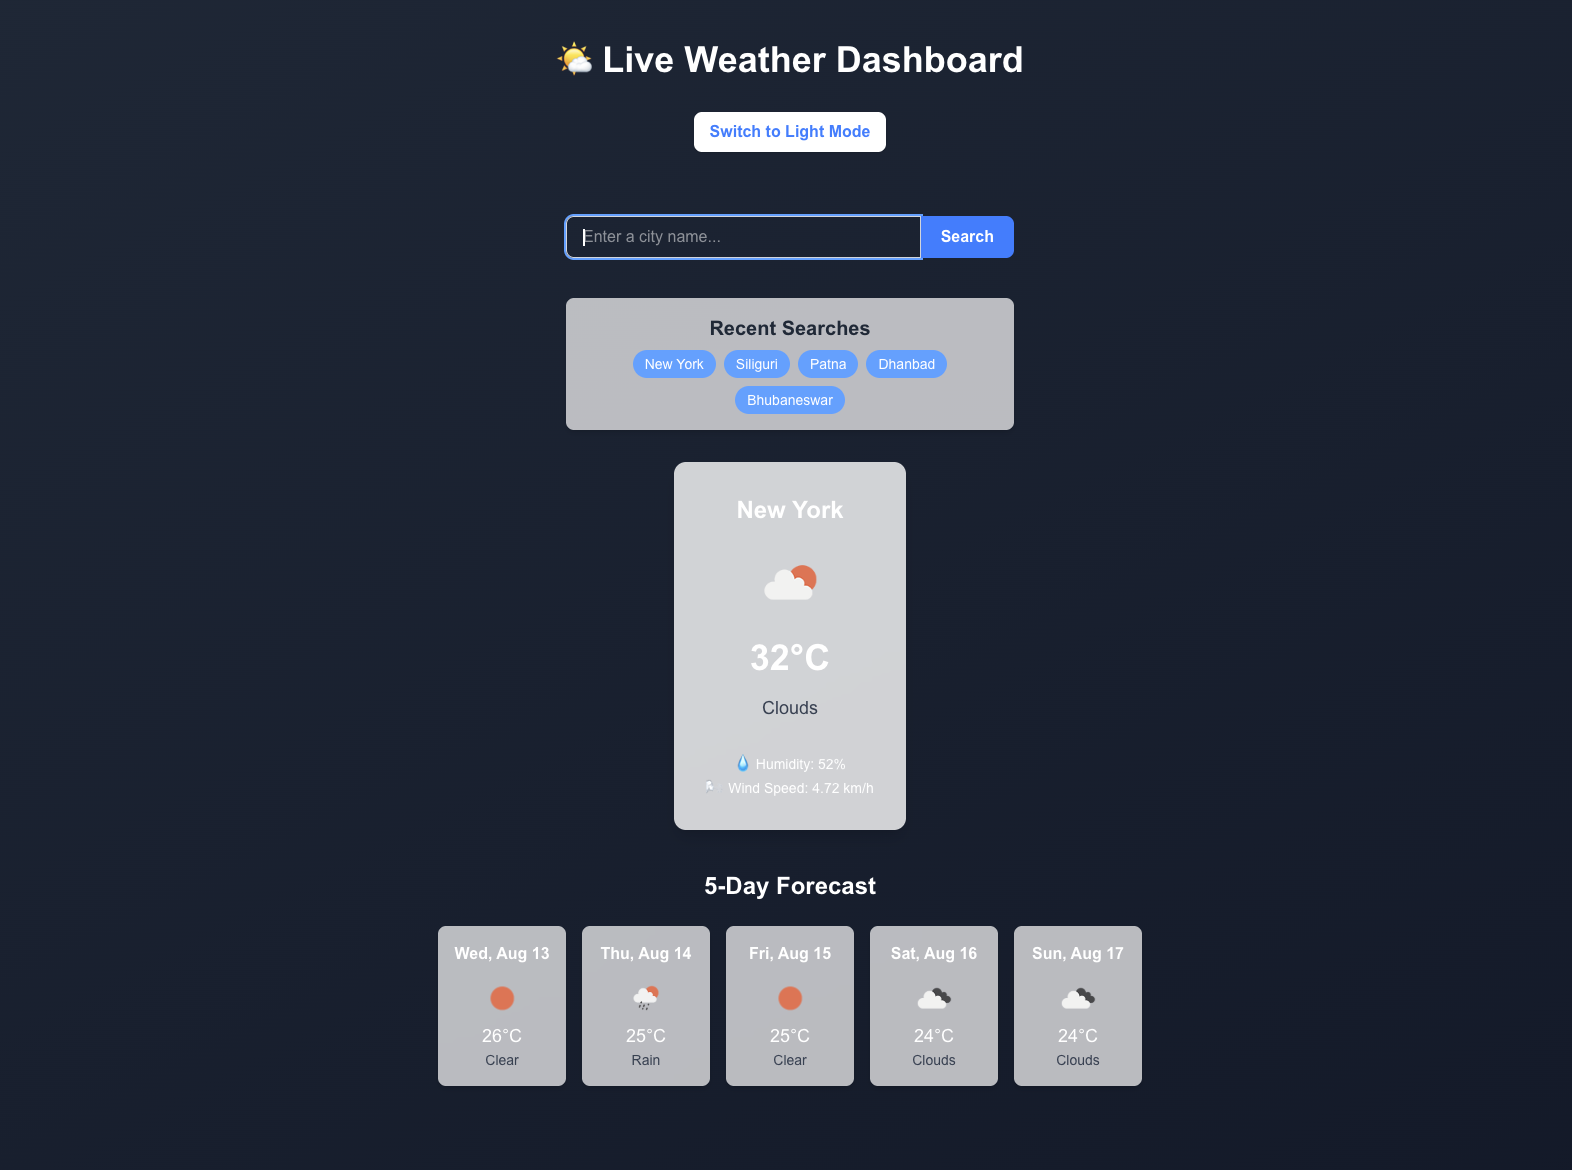 Live Weather Dashboard
Switch to Light Mode
Enter a city name...
Search
Recent Searches
New York
Siliguri
Patna
Dhanbad
Bhubaneswar
New York
32°C
Clouds
Humidity: 52%
Wind Speed: 4.72 km/h
5-Day Forecast
Wed, Aug 13
26°C
Clear
Thu, Aug 14
25°C
Rain
Fri, Aug 15
25°C
Clear
Sat, Aug 16
24°C
Clouds
Sun, Aug 17
24°C
Clouds